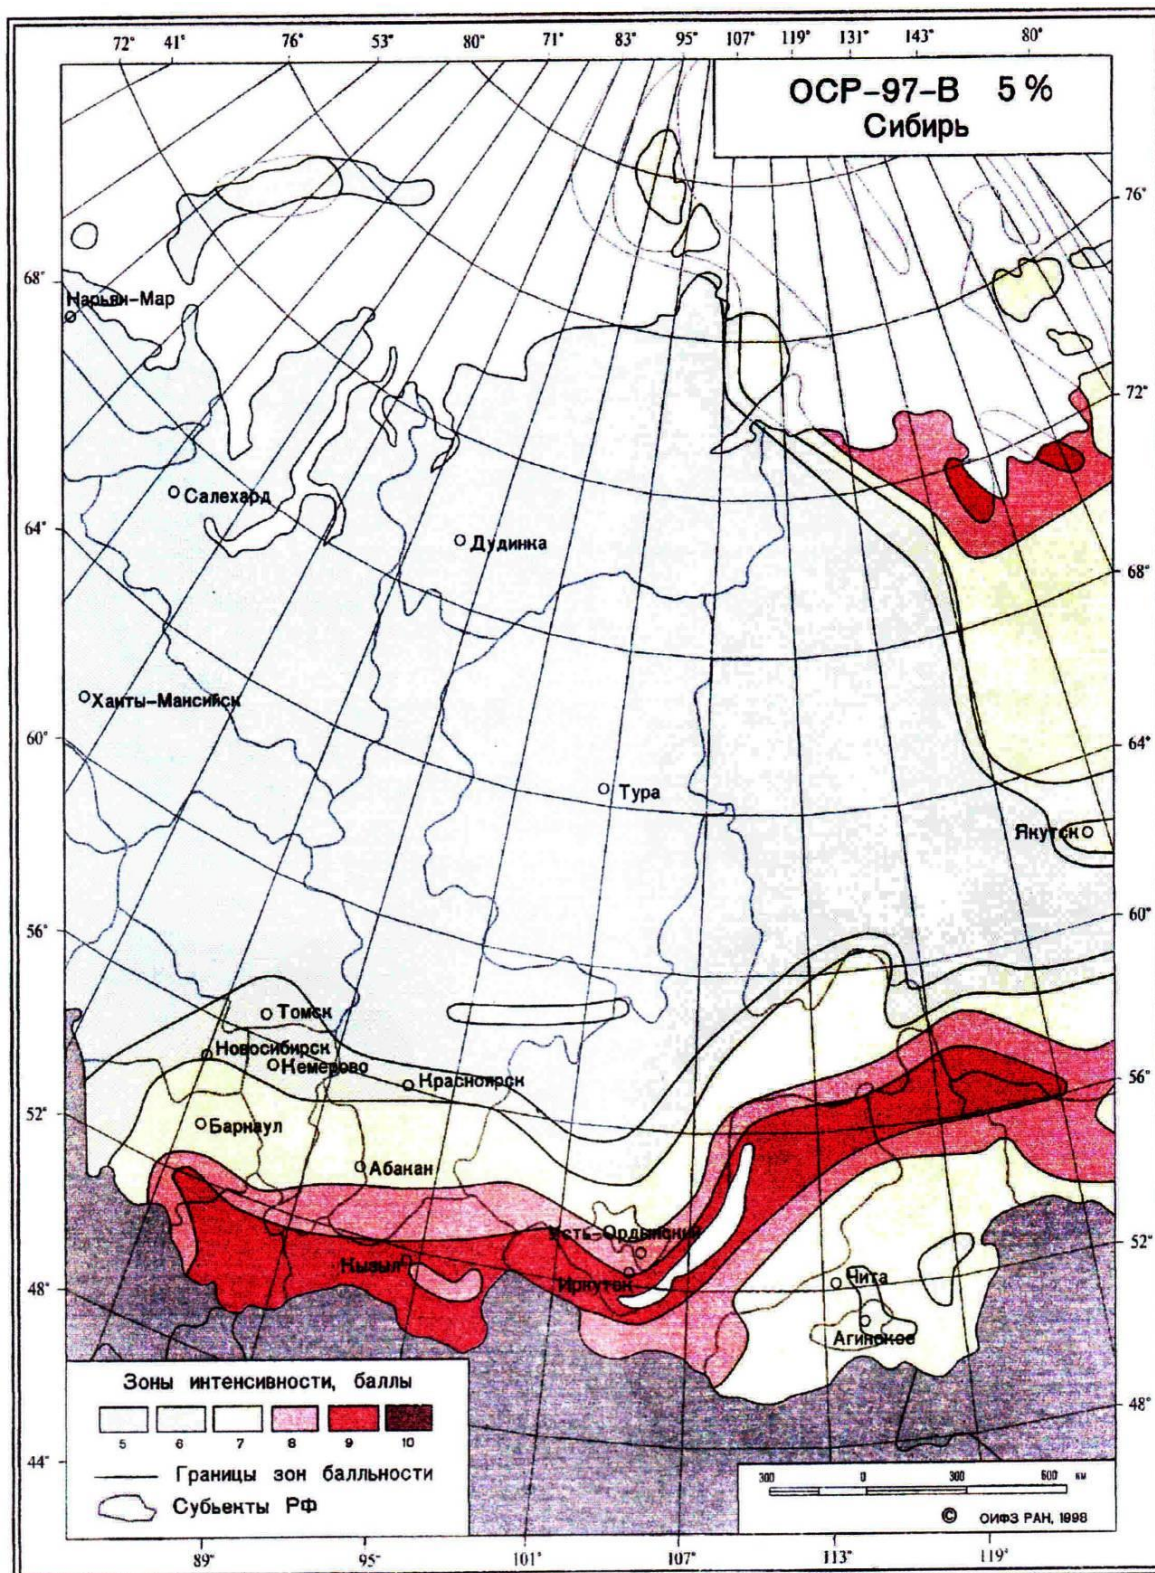 72° 41° 76° 53° 80° 71° 83° 95° 107° 119° 131° 143° 80°
ОСР-97-В 5%
Сибирь
76°
68°
Нарьян-Мар
72°
Салехард
64°
Дудинка
68°
Ханты-Мансийск
60°
64°
Тура
Якутск
56°
60°
Томск
Новосибирск
Кемерово
Красноярск
56°
52°
Барнаул
Абакан
Усть-Ордынский
52°
Кызыл
Иркутск
Чита
48°
Агинское
Зоны интенсивности, баллы
5 6 7 8 9 10
48°
44°
Границы зон балльности
Субъекты РФ
300 0 300 600 км
© ОИФЗ РАН, 1998
89° 95° 101° 107° 113° 119°